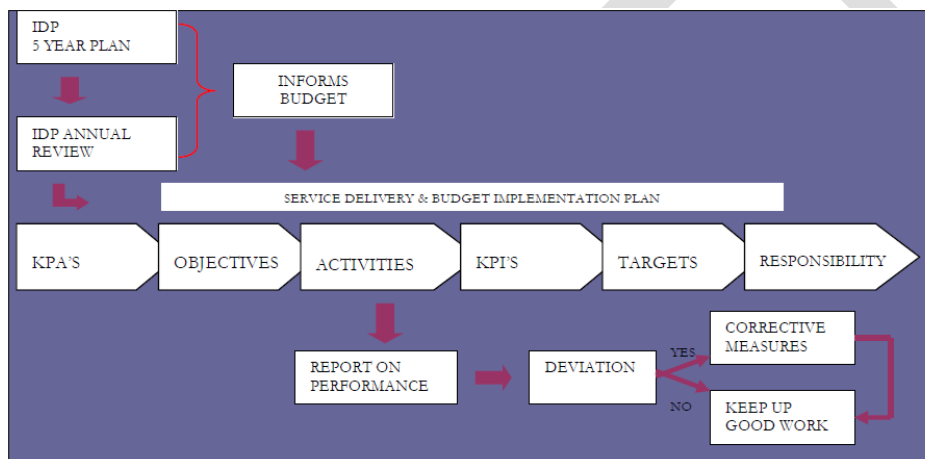 IDP
5 YEAR PLAN
INFORMS
BUDGET
IDP ANNUAL
REVIEW
SERVICE DELIVERY & BUDGET IMPLEMENTATION PLAN
KPA'S
OBJECTIVES
ACTIVITIES
KPI'S
TARGETS
RESPONSIBILITY
REPORT ON
PERFORMANCE
DEVIATION
YES
CORRECTIVE
MEASURES
NO
KEEP UP
GOOD WORK